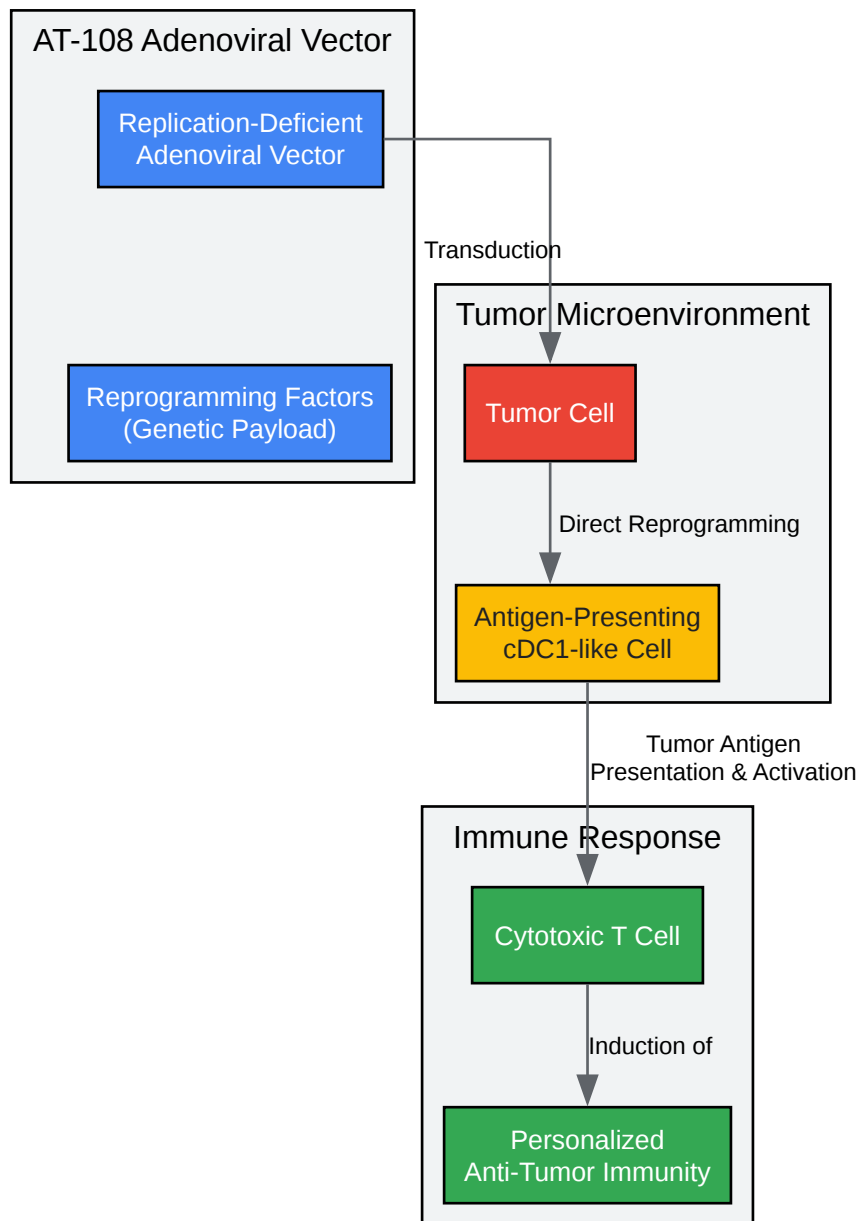 AT-108 Adenoviral Vector
Replication-Deficient
Adenoviral Vector
Transduction
Tumor Microenvironment
Reprogramming Factors
(Genetic Payload)
Tumor Cell
Direct Reprogramming
Antigen-Presenting
cDC1-like Cell
Tumor Antigen
Presentation & Activation
Immune Response
Cytotoxic T Cell
Induction of
Personalized
Anti-Tumor Immunity